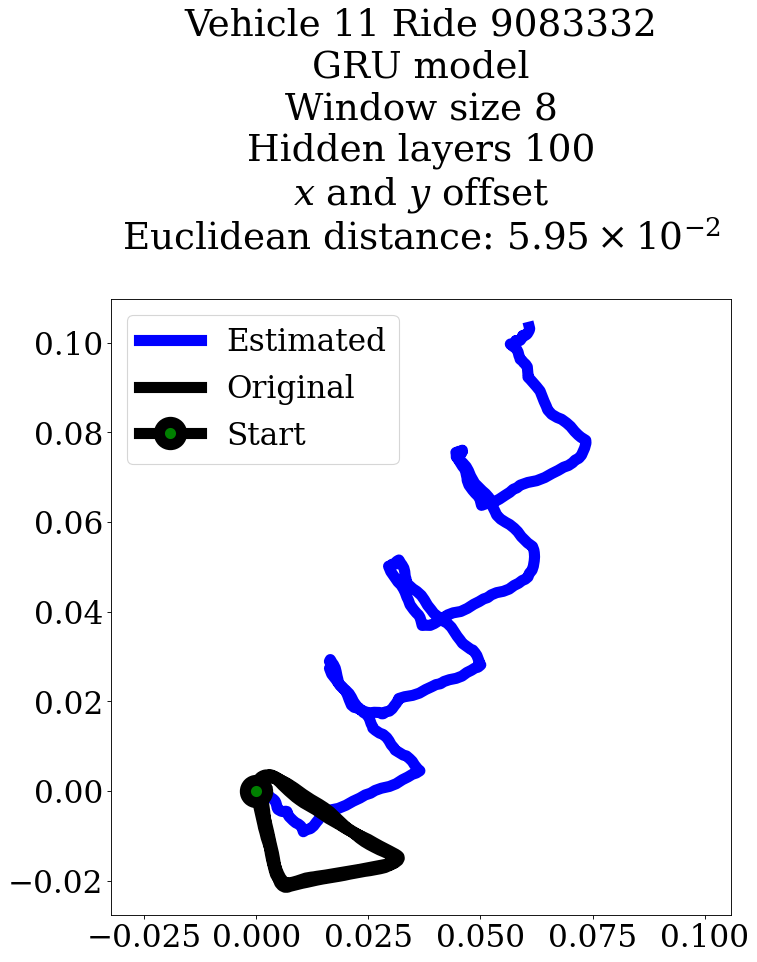 Vehicle 11 Ride 9083332
GRU model
Window size 8
Hidden layers 100
x and y offset
Euclidean distance: 5.95 × 10⁻²
Estimated
Original
Start
0.10
0.08
0.06
0.04
0.02
0.00
−0.02
−0.025 0.000 0.025 0.050 0.075 0.100